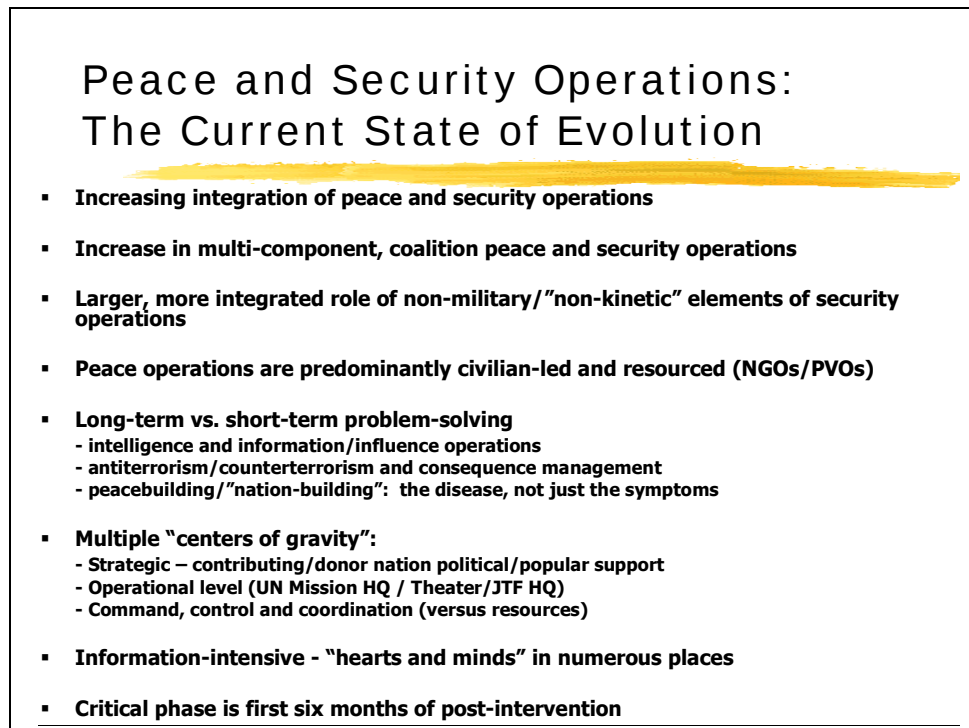 Peace and Security Operations:
The Current State of Evolution
▪ Increasing integration of peace and security operations
▪ Increase in multi-component, coalition peace and security operations
▪ Larger, more integrated role of non-military/”non-kinetic” elements of security
operations
▪ Peace operations are predominantly civilian-led and resourced (NGOs/PVOs)
▪ Long-term vs. short-term problem-solving
- intelligence and information/influence operations
- antiterrorism/counterterrorism and consequence management
- peacebuilding/”nation-building”: the disease, not just the symptoms
▪ Multiple “centers of gravity”:
- Strategic – contributing/donor nation political/popular support
- Operational level (UN Mission HQ / Theater/JTF HQ)
- Command, control and coordination (versus resources)
▪ Information-intensive - “hearts and minds” in numerous places
▪ Critical phase is first six months of post-intervention